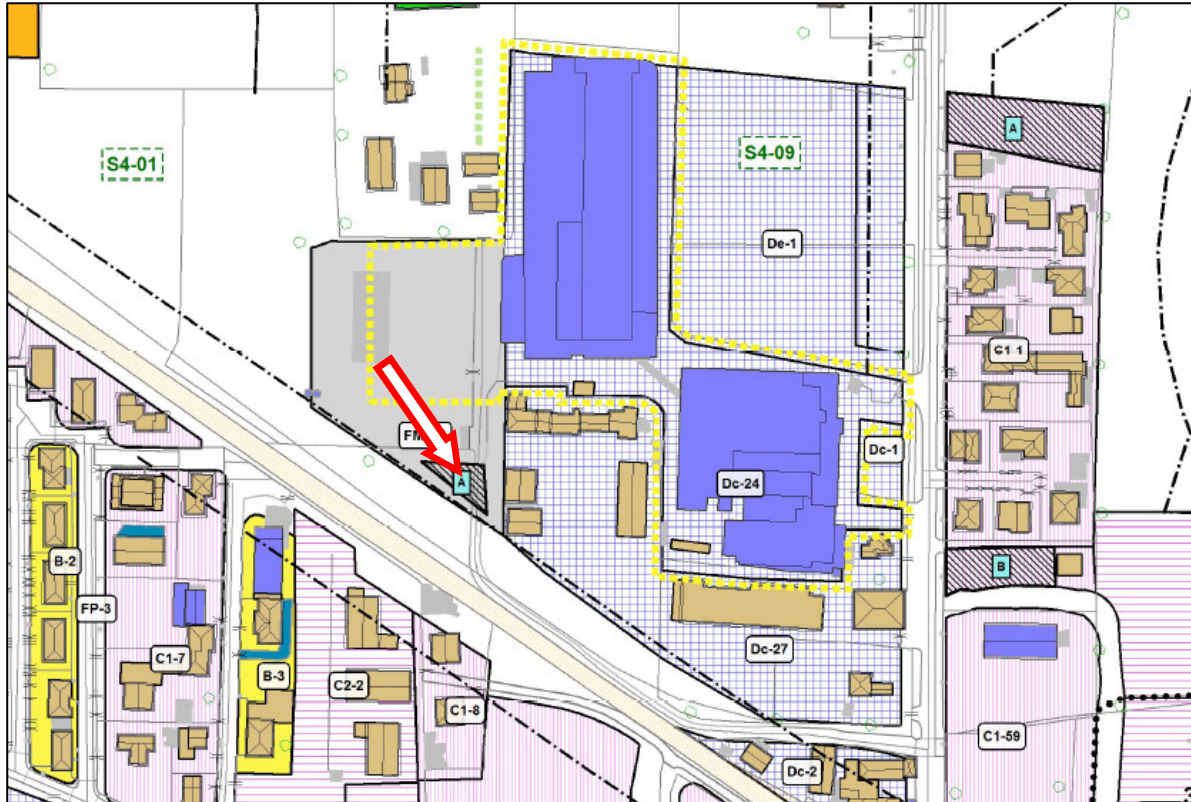 A
S4-01
S4-09
De-1
C1 1
FM
Dc-1
A
Dc-24
B-2
B
FP-3
C1-7
Dc-27
B-3
C2-2
C1-8
C1-59
Dc-2